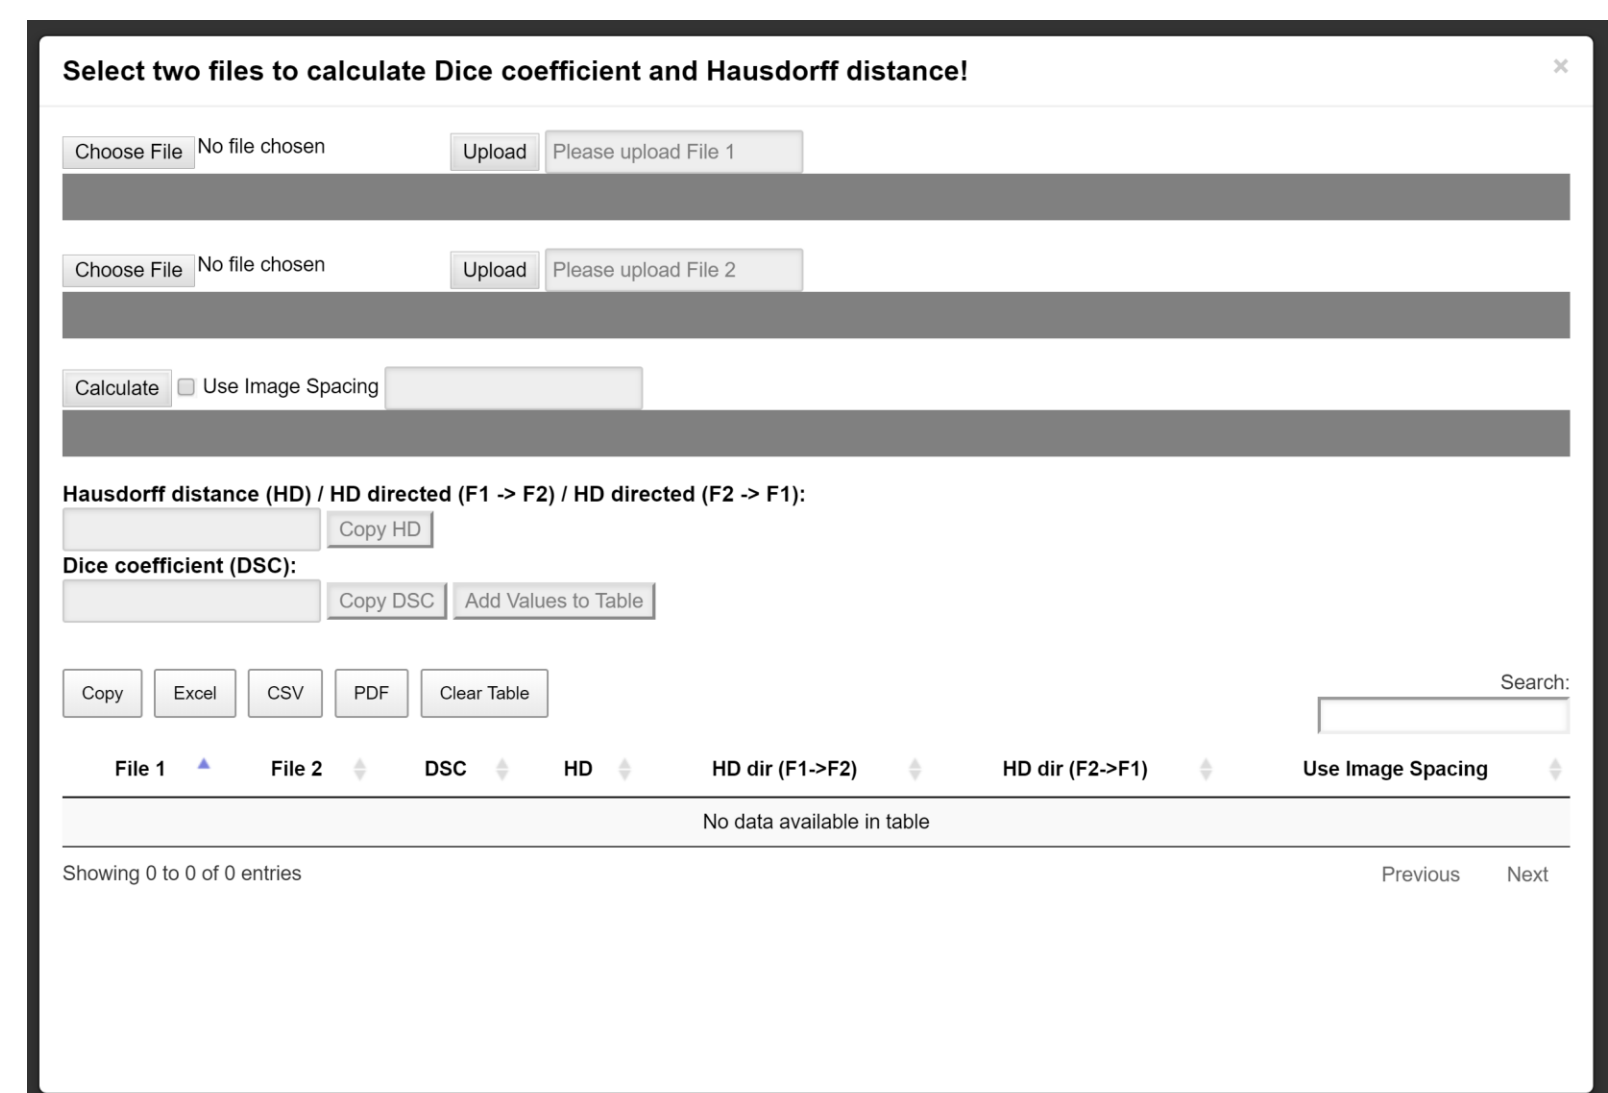 Select two files to calculate Dice coefficient and Hausdorff distance! ×
Choose File No file chosen Upload Please upload File 1
Choose File No file chosen Upload Please upload File 2
Calculate Use Image Spacing
Hausdorff distance (HD) / HD directed (F1 -> F2) / HD directed (F2 -> F1):
Copy HD
Dice coefficient (DSC):
Copy DSC Add Values to Table
Copy Excel CSV PDF Clear Table Search:
File 1 File 2 DSC HD HD dir (F1->F2) HD dir (F2->F1) Use Image Spacing
No data available in table
Showing 0 to 0 of 0 entries Previous Next